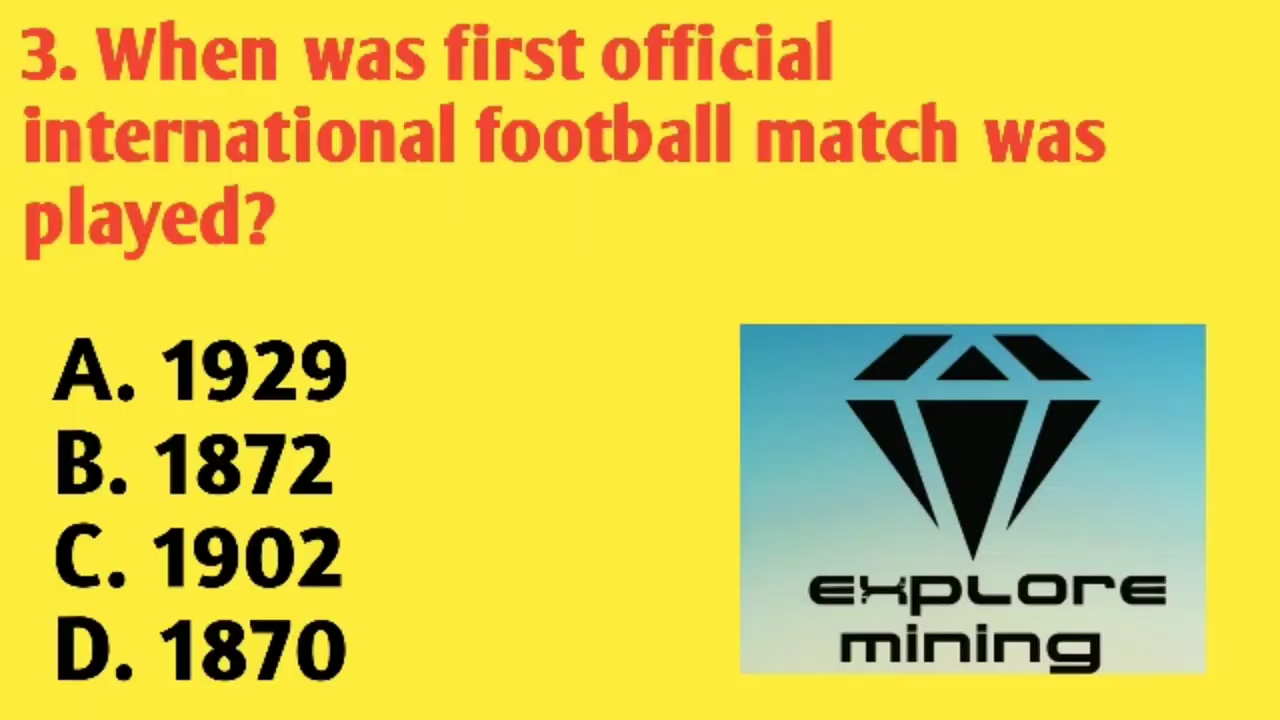 3. When was first official
international football match was
played?
A. 1929
B. 1872
C. 1902
D. 1870
explore
mining